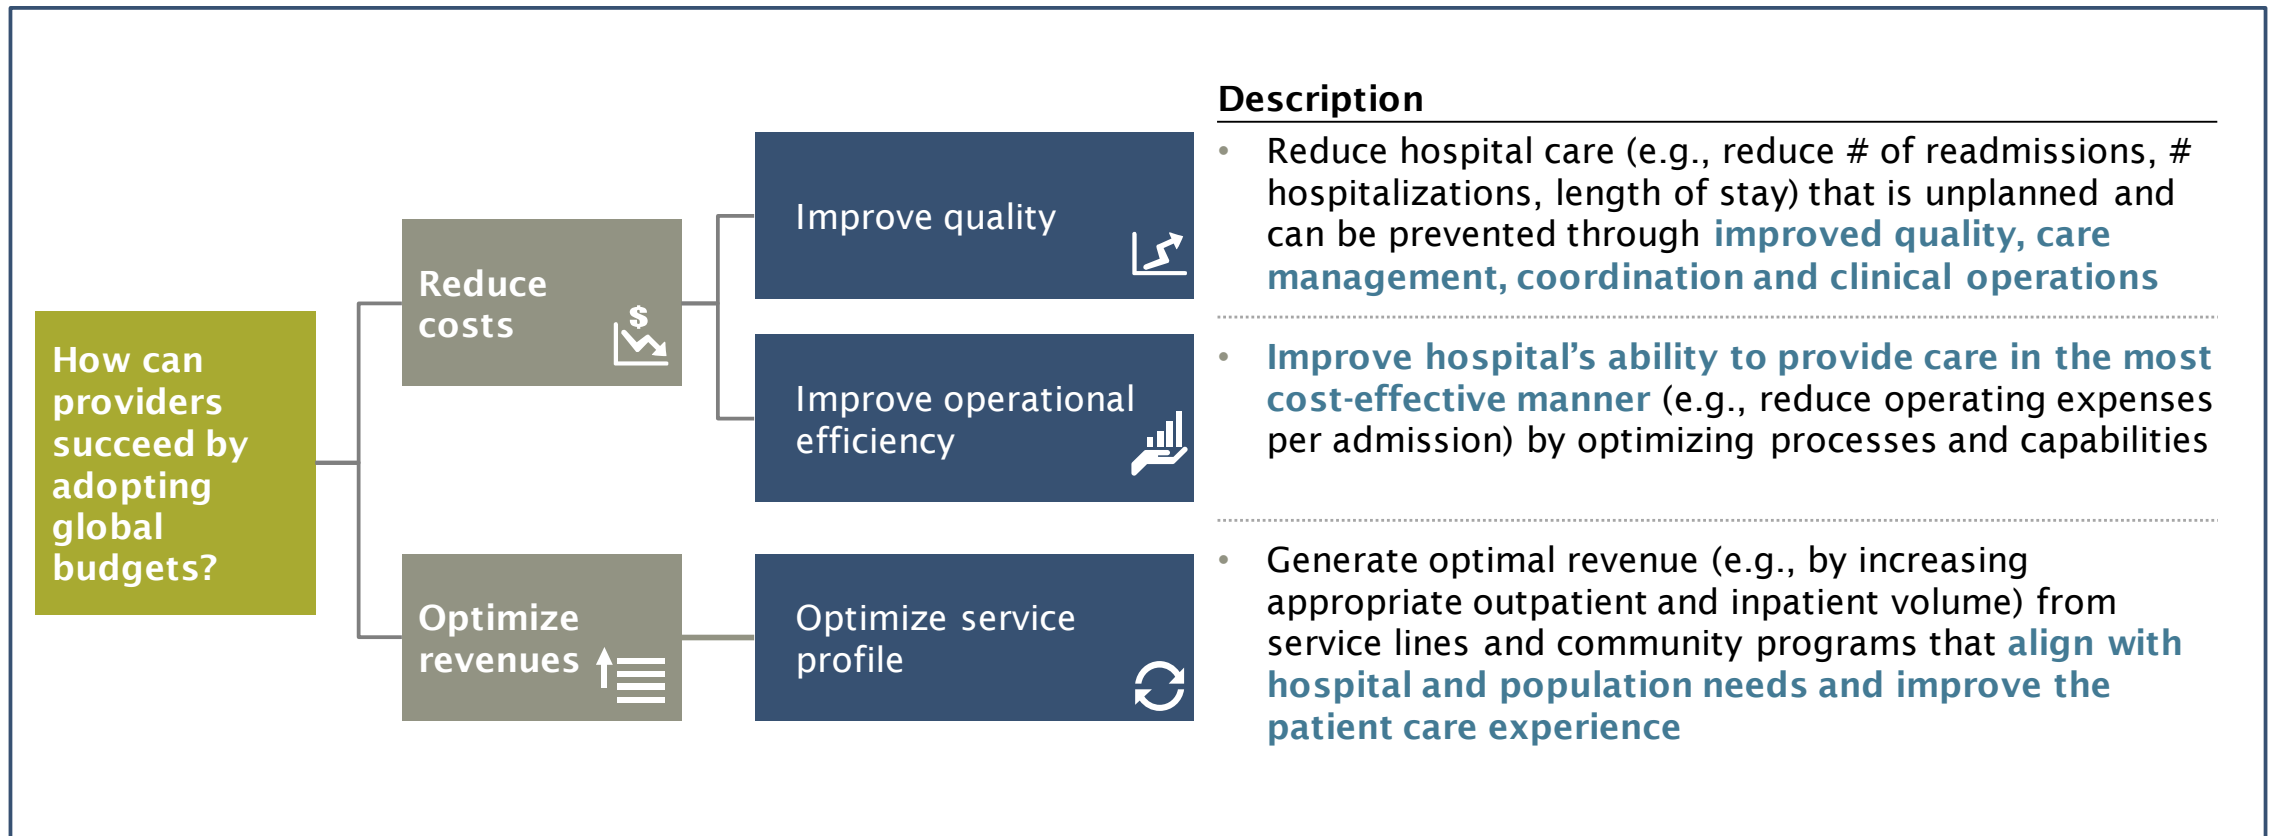 How can
providers
succeed by
adopting
global
budgets?
Reduce
costs
$
Optimize
revenues
Improve quality
Improve operational
efficiency
Optimize service
profile
Description
• Reduce hospital care (e.g., reduce # of readmissions, #
hospitalizations, length of stay) that is unplanned and
can be prevented through improved quality, care
management, coordination and clinical operations
• Improve hospital’s ability to provide care in the most
cost-effective manner (e.g., reduce operating expenses
per admission) by optimizing processes and capabilities
• Generate optimal revenue (e.g., by increasing
appropriate outpatient and inpatient volume) from
service lines and community programs that align with
hospital and population needs and improve the
patient care experience